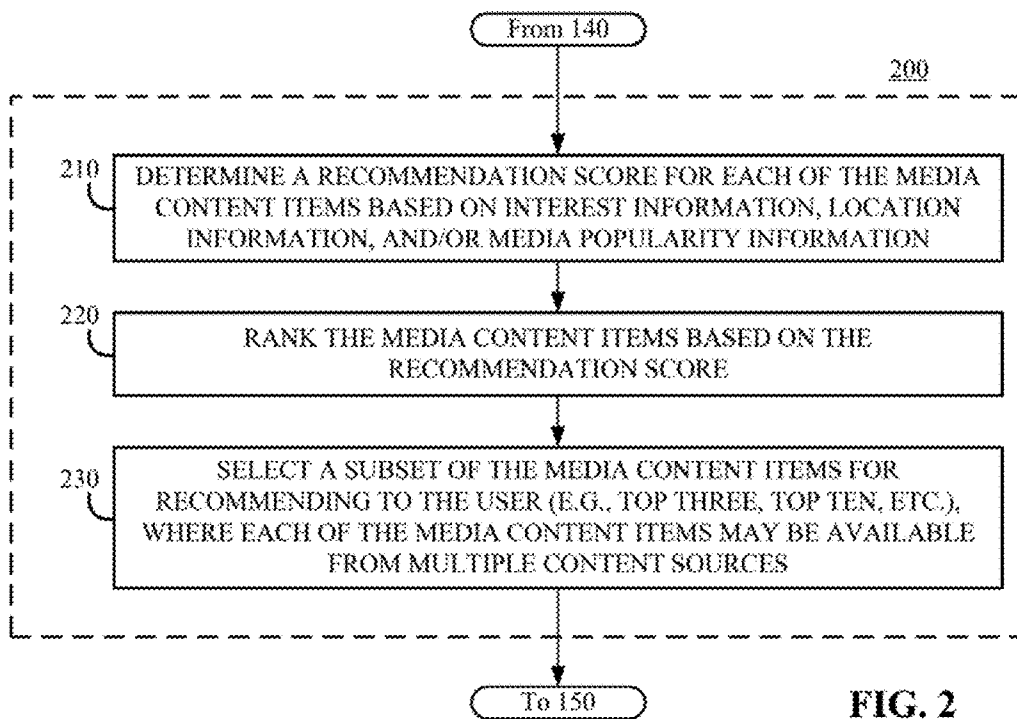 From 140
200
210
DETERMINE A RECOMMENDATION SCORE FOR EACH OF THE MEDIA
CONTENT ITEMS BASED ON INTEREST INFORMATION, LOCATION
INFORMATION, AND/OR MEDIA POPULARITY INFORMATION
220
RANK THE MEDIA CONTENT ITEMS BASED ON THE
RECOMMENDATION SCORE
230
SELECT A SUBSET OF THE MEDIA CONTENT ITEMS FOR
RECOMMENDING TO THE USER (E.G., TOP THREE, TOP TEN, ETC.),
WHERE EACH OF THE MEDIA CONTENT ITEMS MAY BE AVAILABLE
FROM MULTIPLE CONTENT SOURCES
To 150
FIG. 2